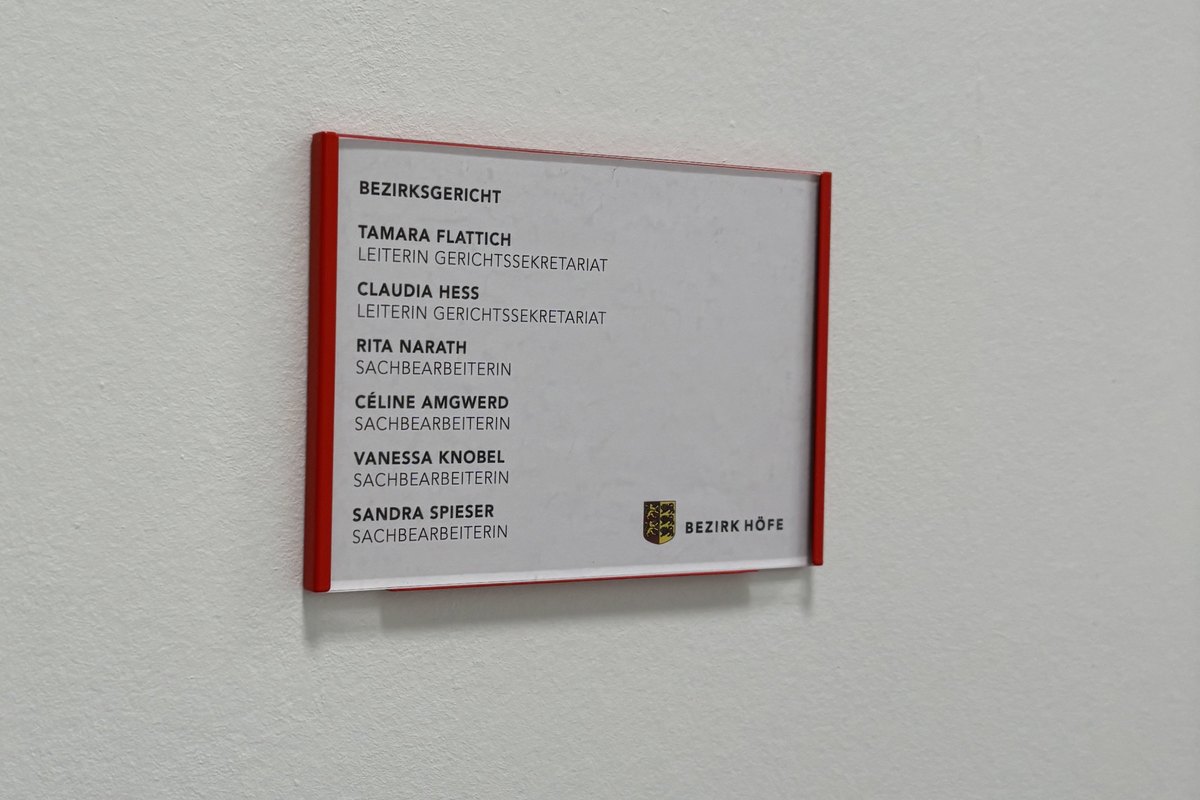 BEZIRKSGERICHT
TAMARA FLATTICH
LEITERIN GERICHTSSEKRETARIAT
CLAUDIA HESS
LEITERIN GERICHTSSEKRETARIAT
RITA NARATH
SACHBEARBEITERIN
CÉLINE AMGWERD
SACHBEARBEITERIN
VANESSA KNOBEL
SACHBEARBEITERIN
SANDRA SPIESER
SACHBEARBEITERIN
BEZIRK HÖFE